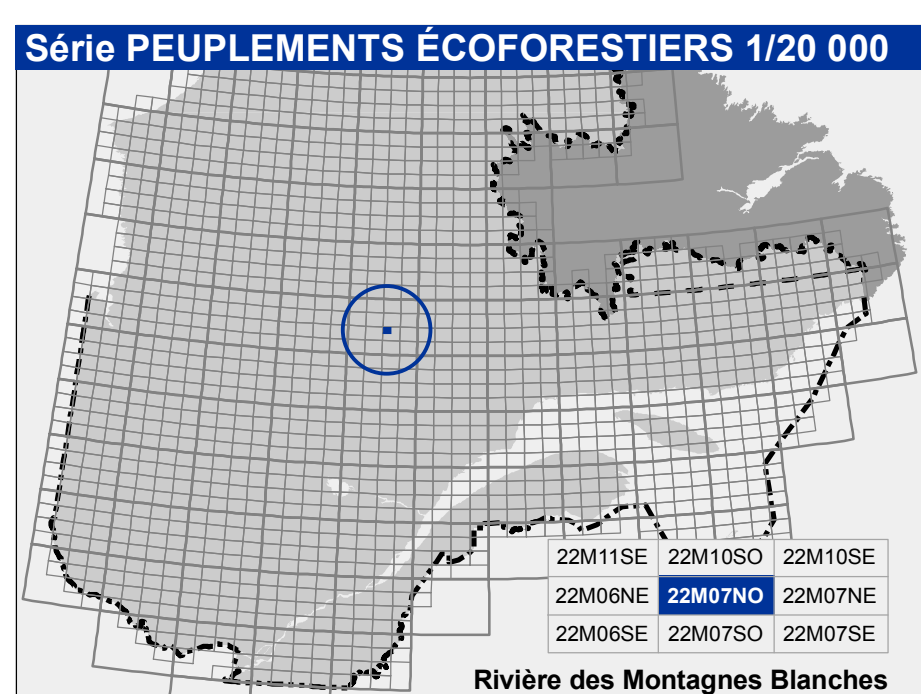 Série PEUPLEMENTS ÉCOFORESTIERS 1/20 000
22M11SE 22M10SO 22M10SE
22M06NE 22M07NO 22M07NE
22M06SE 22M07SO 22M07SE
Rivière des Montagnes Blanches